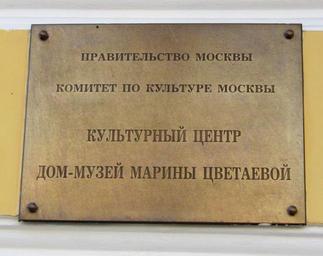 ПРАВИТЕЛЬСТВО МОСКВЫ
КОМИТЕТ ПО КУЛЬТУРЕ МОСКВЫ
КУЛЬТУРНЫЙ ЦЕНТР
ДОМ-МУЗЕЙ МАРИНЫ ЦВЕТАЕВОЙ